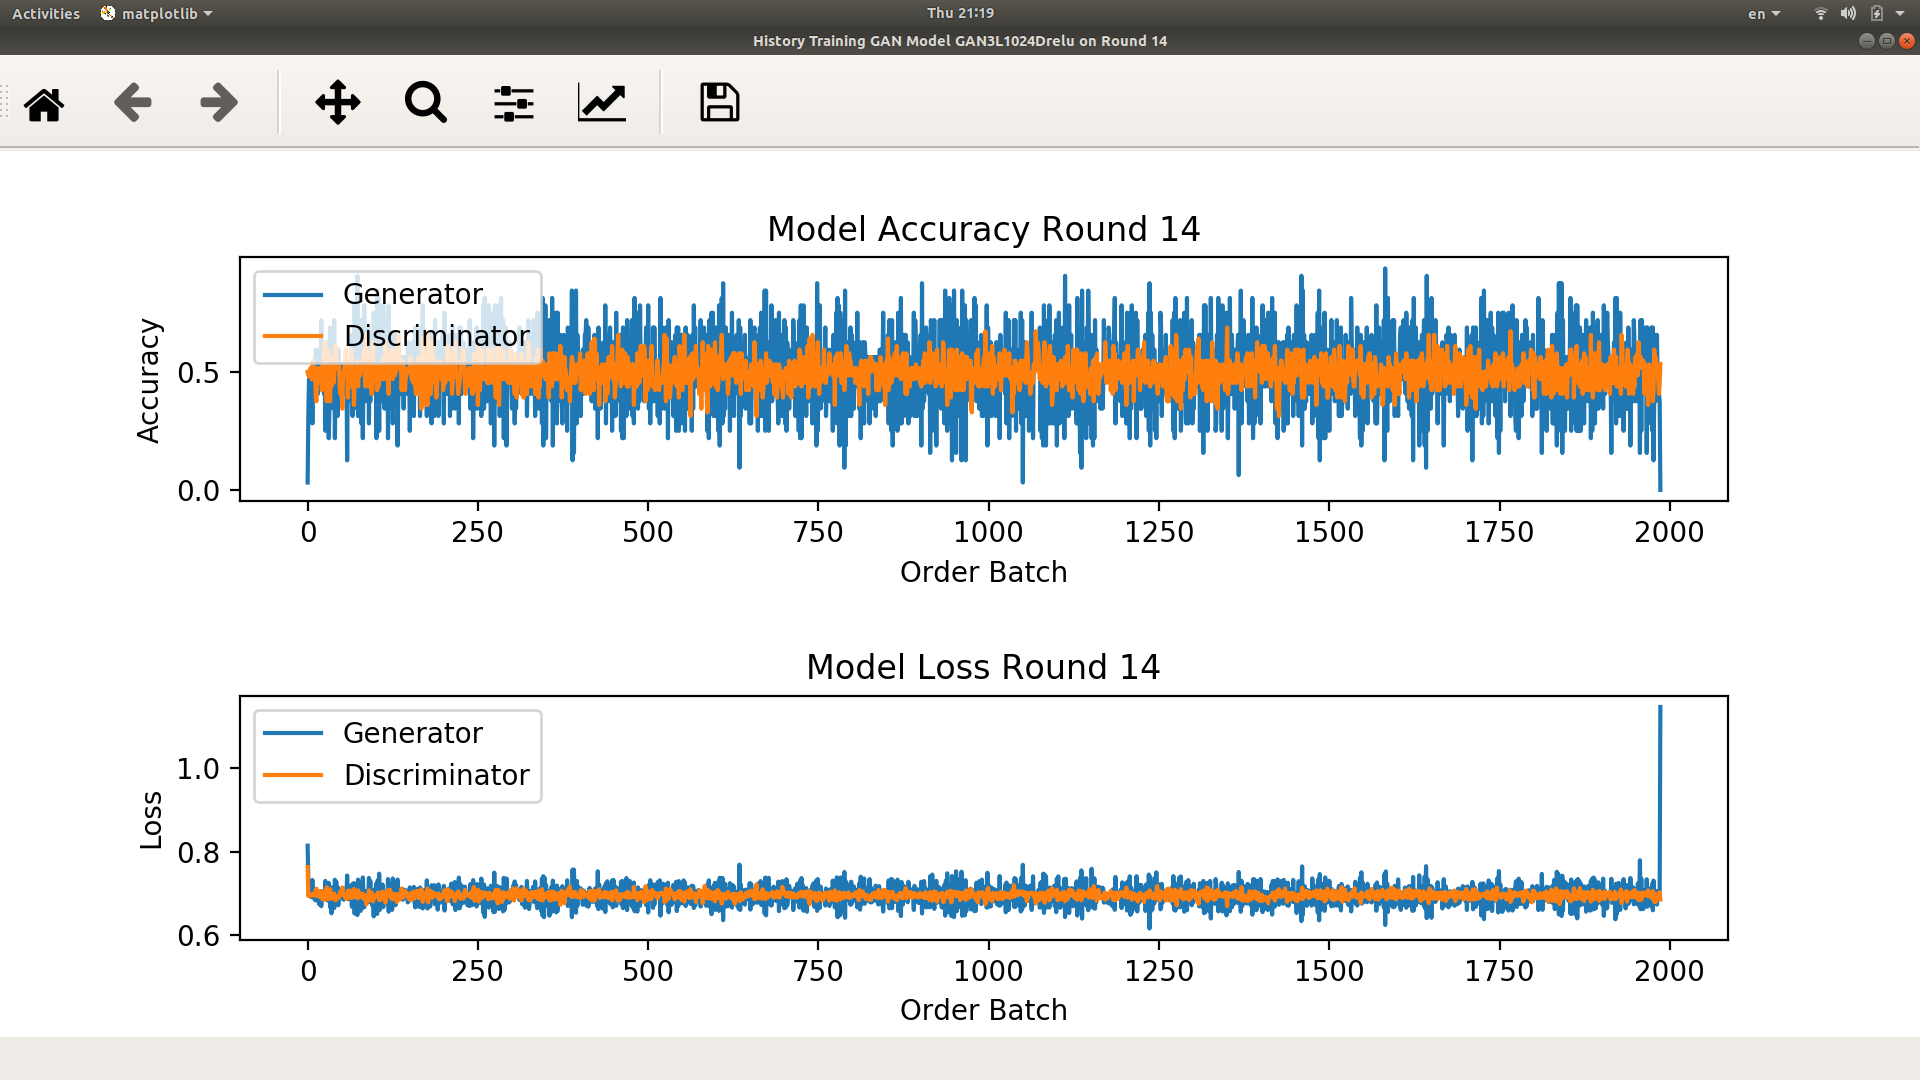 Activities matplotlib Thu 21:19 en
History Training GAN Model GAN3L1024Drelu on Round 14
Model Accuracy Round 14
Generator
Discriminator
Accuracy
0.5
0.0
0 250 500 750 1000 1250 1500 1750 2000
Order Batch
Model Loss Round 14
Generator
Discriminator
Loss
1.0
0.8
0.6
0 250 500 750 1000 1250 1500 1750 2000
Order Batch